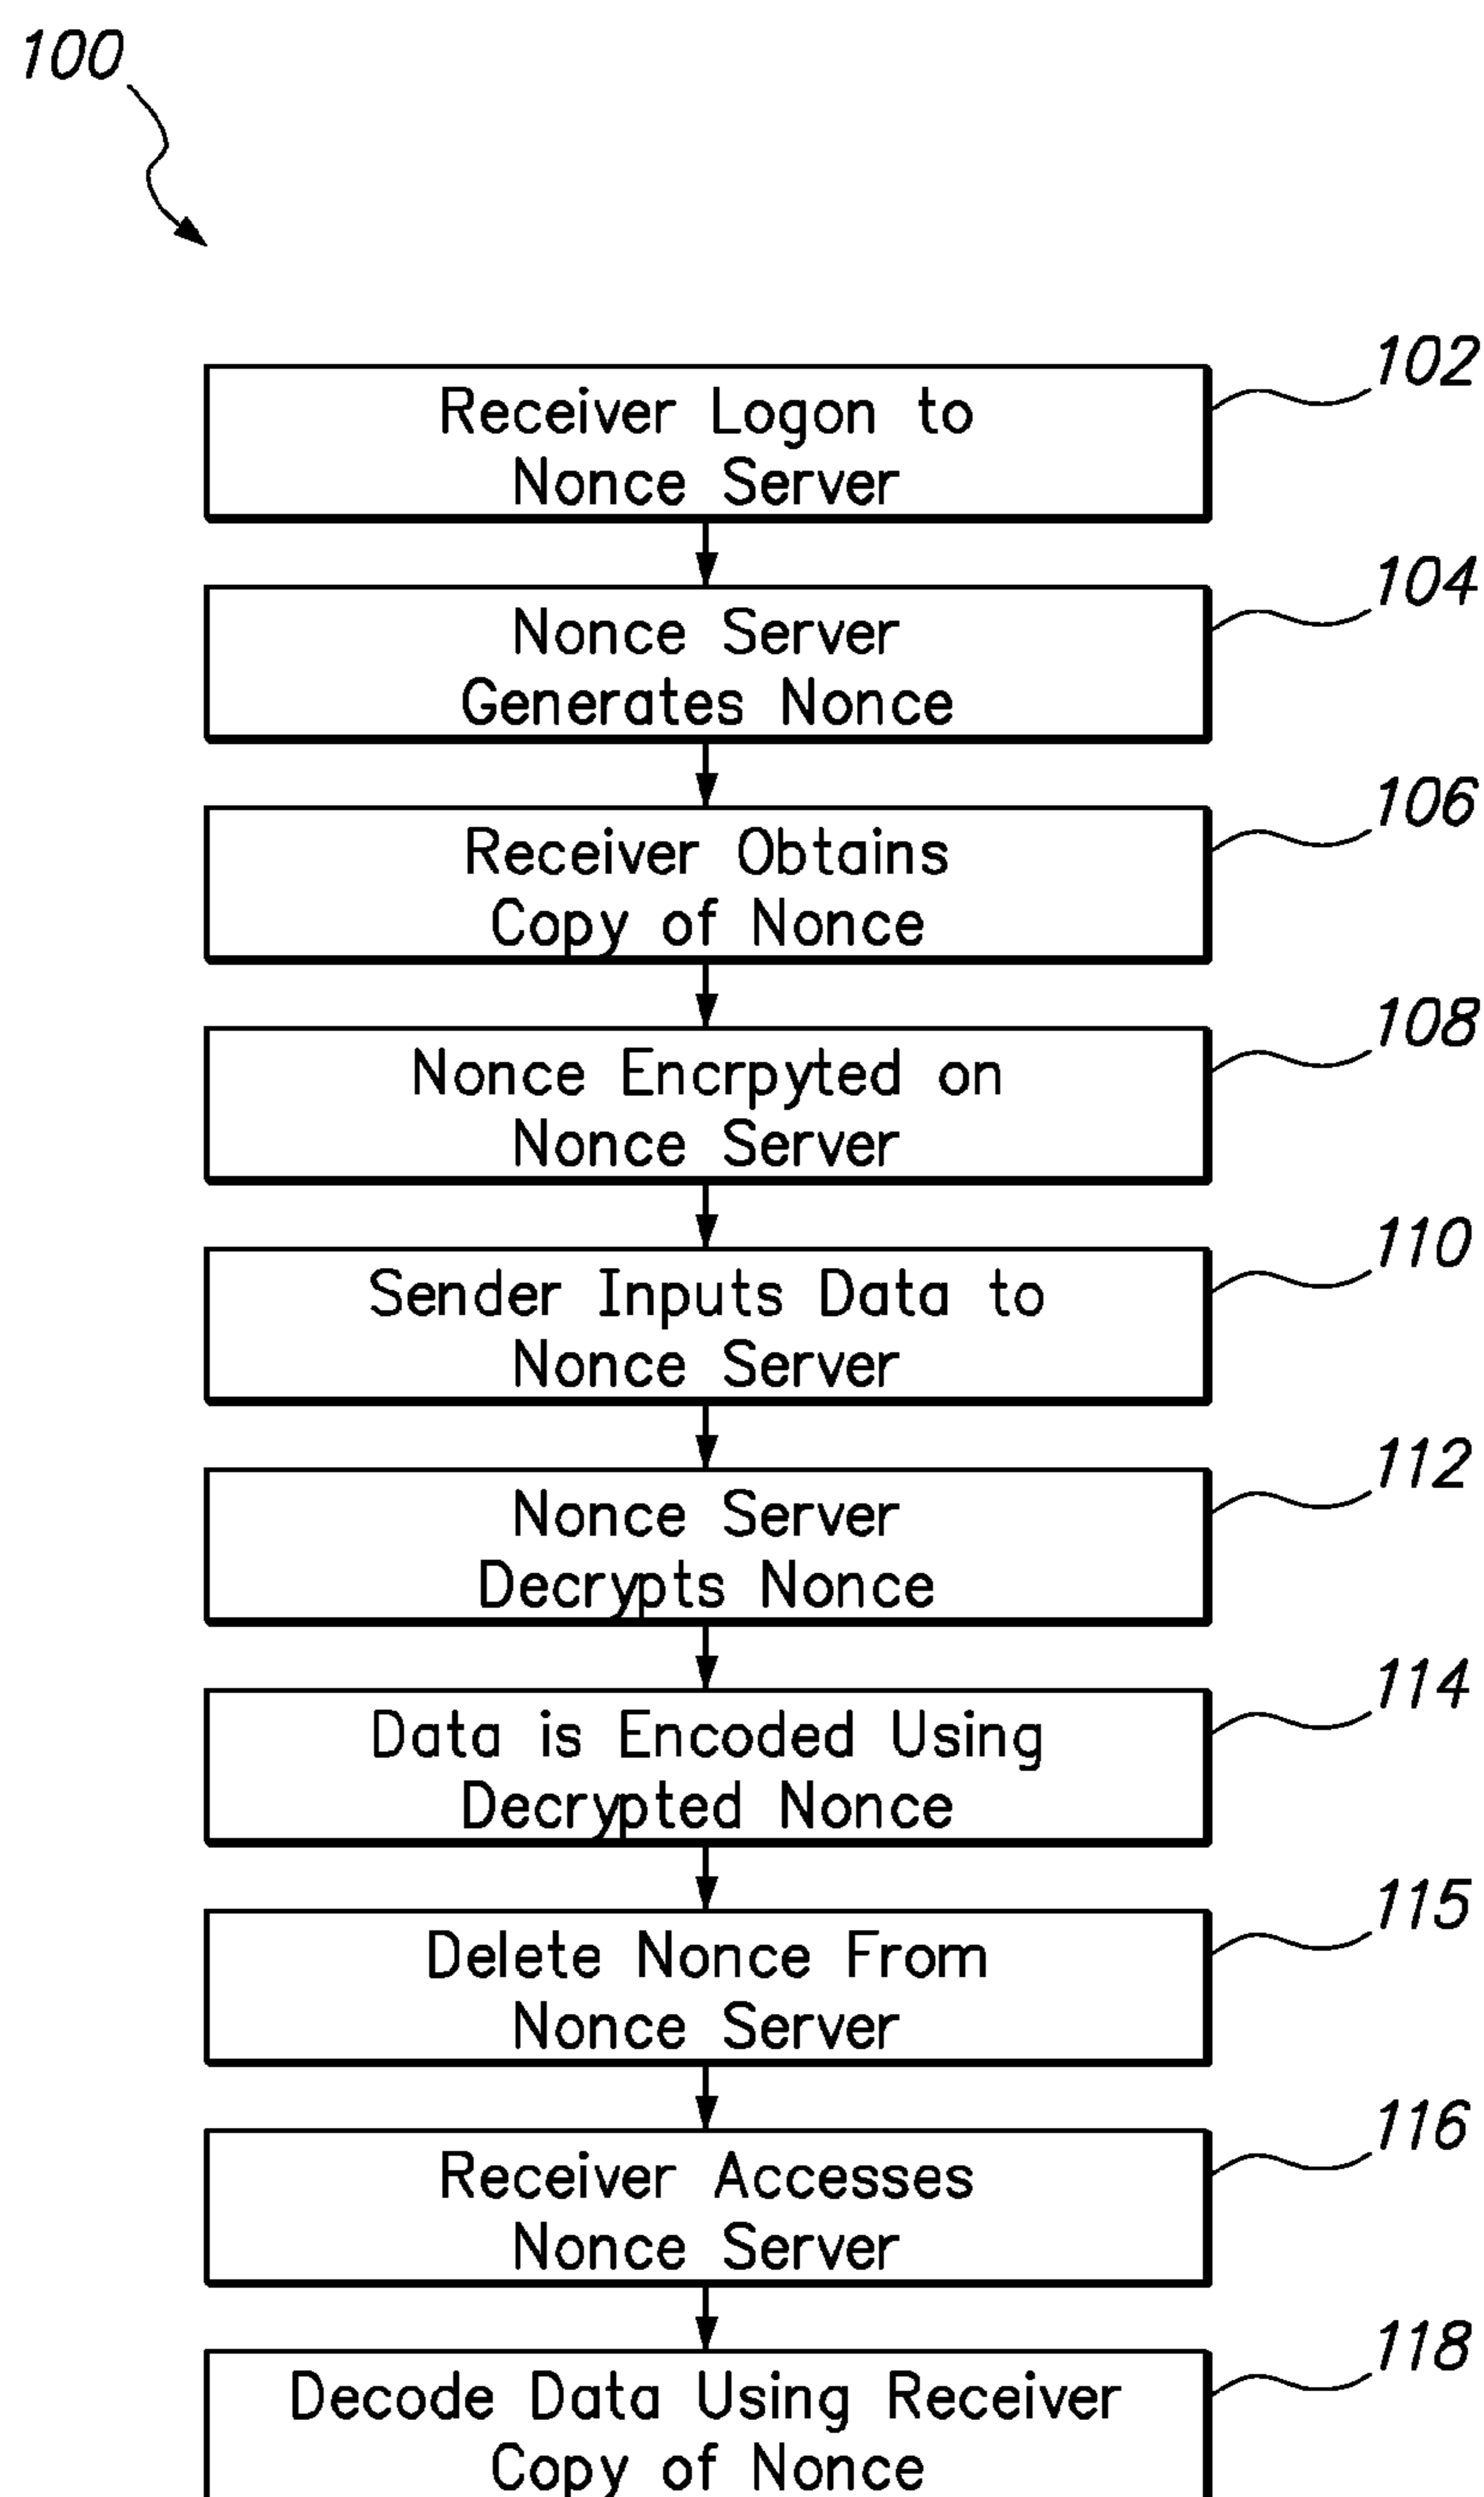 100
102
Receiver Logon to
Nonce Server
104
Nonce Server
Generates Nonce
106
Receiver Obtains
Copy of Nonce
108
Nonce Encrpyted on
Nonce Server
110
Sender Inputs Data to
Nonce Server
112
Nonce Server
Decrypts Nonce
114
Data is Encoded Using
Decrypted Nonce
115
Delete Nonce From
Nonce Server
116
Receiver Accesses
Nonce Server
118
Decode Data Using Receiver
Copy of Nonce